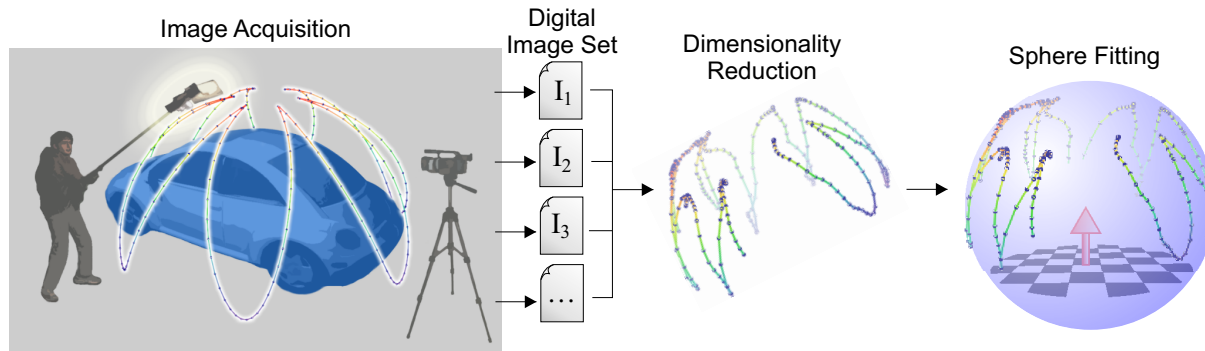 Image Acquisition
Digital
Image Set
Dimensionality
Reduction
Sphere Fitting
I1
I2
I3
...